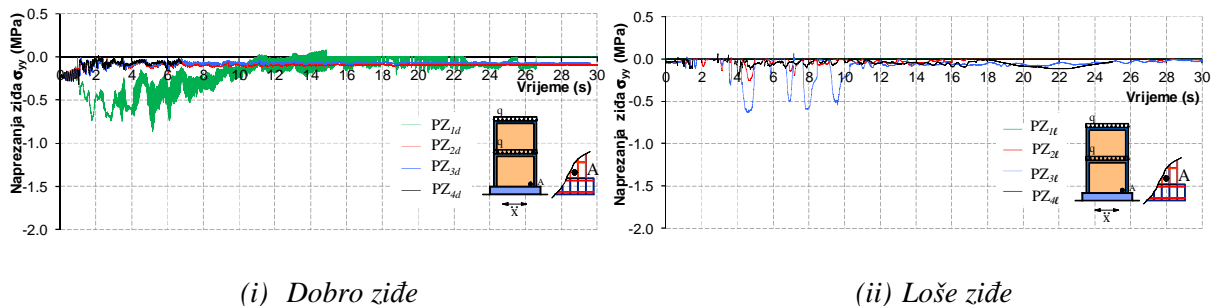 Naprezanja ziđa σyy (MPa)
0.5
0.0
-0.5
-1.0
-1.5
-2.0
0 2 4 6 8 10 12 14 16 18 20 22 24 26 28 30
Vrijeme (s)
PZ1d
PZ2d
PZ3d
PZ4d
q
q
A
ẍ
A
Naprezanja ziđa σyy (MPa)
0.5
0.0
-0.5
-1.0
-1.5
-2.0
0 2 4 6 8 10 12 14 16 18 20 22 24 26 28 30
Vrijeme (s)
PZ1ℓ
PZ2ℓ
PZ3ℓ
PZ4ℓ
q
q
A
ẍ
A
(i) Dobro ziđe
(ii) Loše ziđe